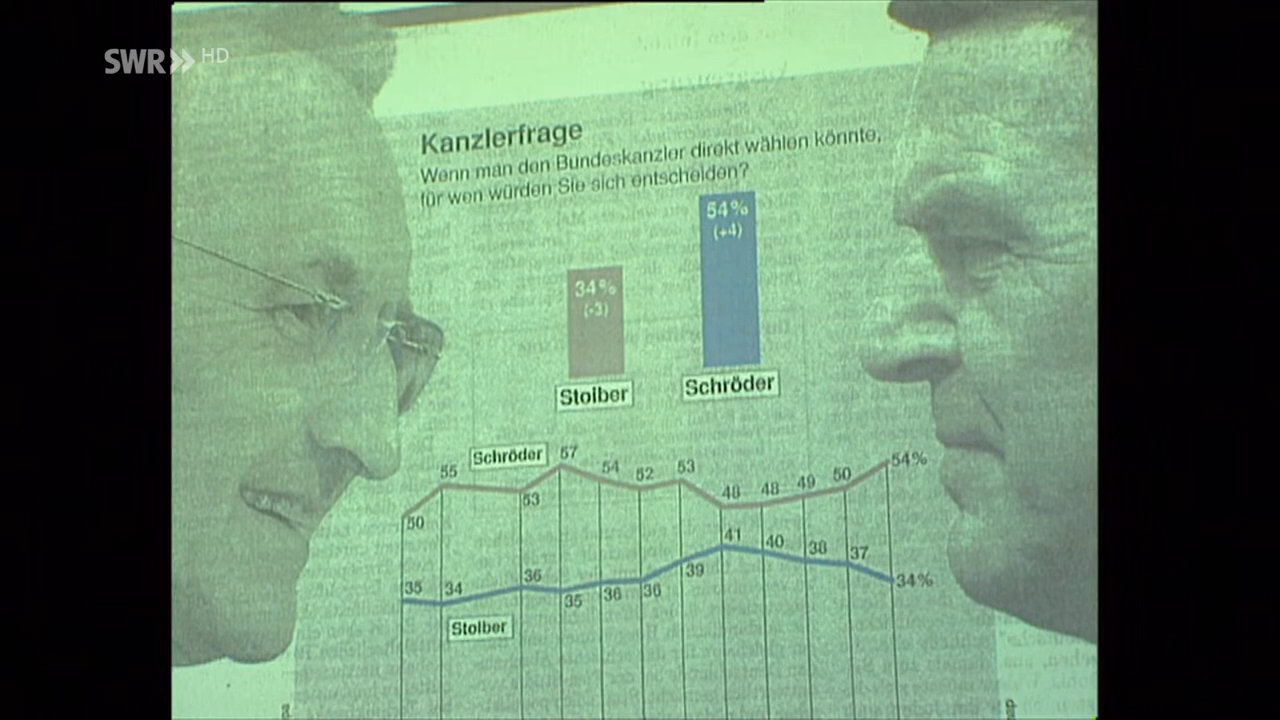 SWR» HD
Kanzlerfrage
Wenn man den Bundeskanzler direkt wählen könnte,
für wen würden Sie sich entscheiden?
54%
(+4)
34%
(-3)
Stoiber
Schröder
Schröder
50 55 53 57 54 52 53 48 48 49 50 54%
35 34 36 35 36 36 39 41 40 38 37 34%
Stoiber